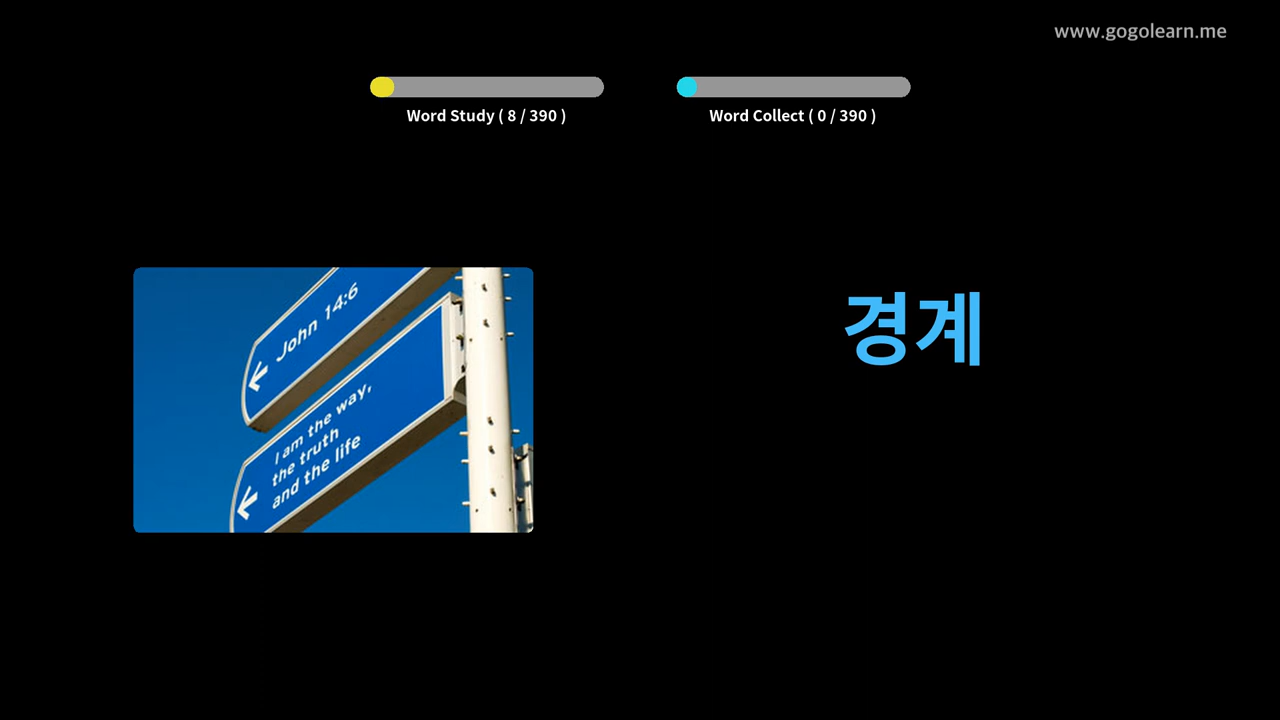 www.gogolearn.me
Word Study ( 8 / 390 )
Word Collect ( 0 / 390 )
John 14:6
I am the way,
the truth
and the life
경계